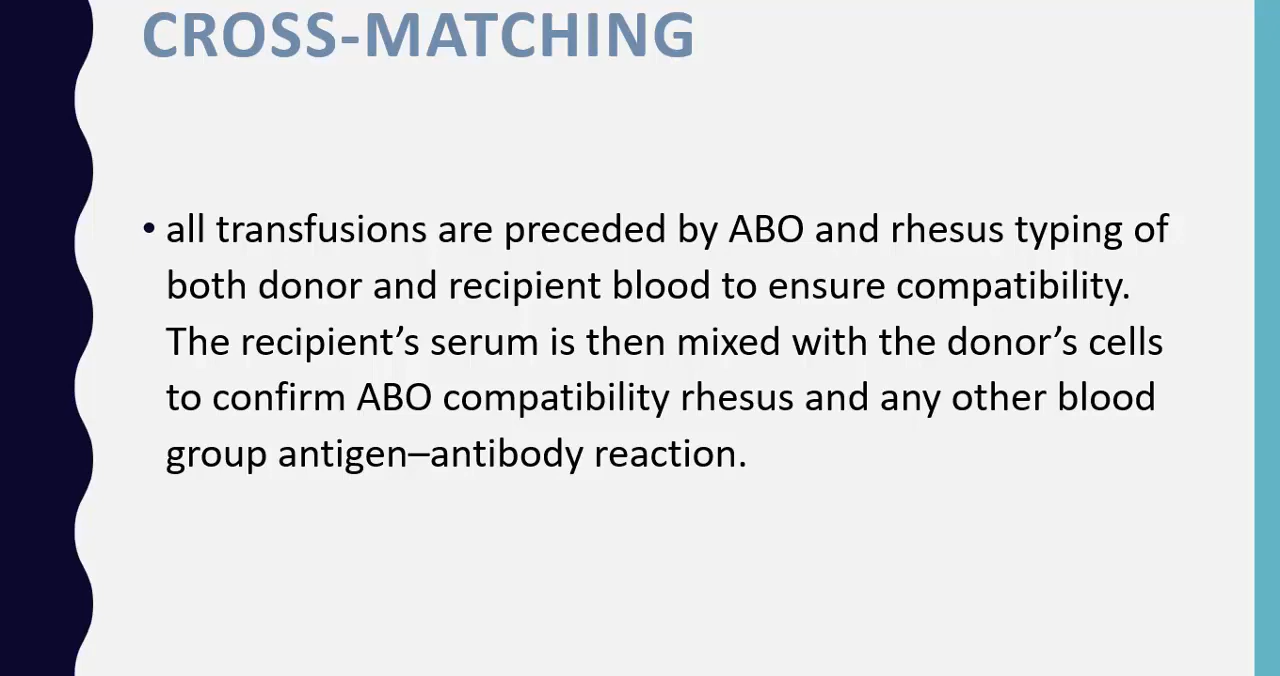 CROSS-MATCHING
• all transfusions are preceded by ABO and rhesus typing of
both donor and recipient blood to ensure compatibility.
The recipient’s serum is then mixed with the donor’s cells
to confirm ABO compatibility rhesus and any other blood
group antigen–antibody reaction.